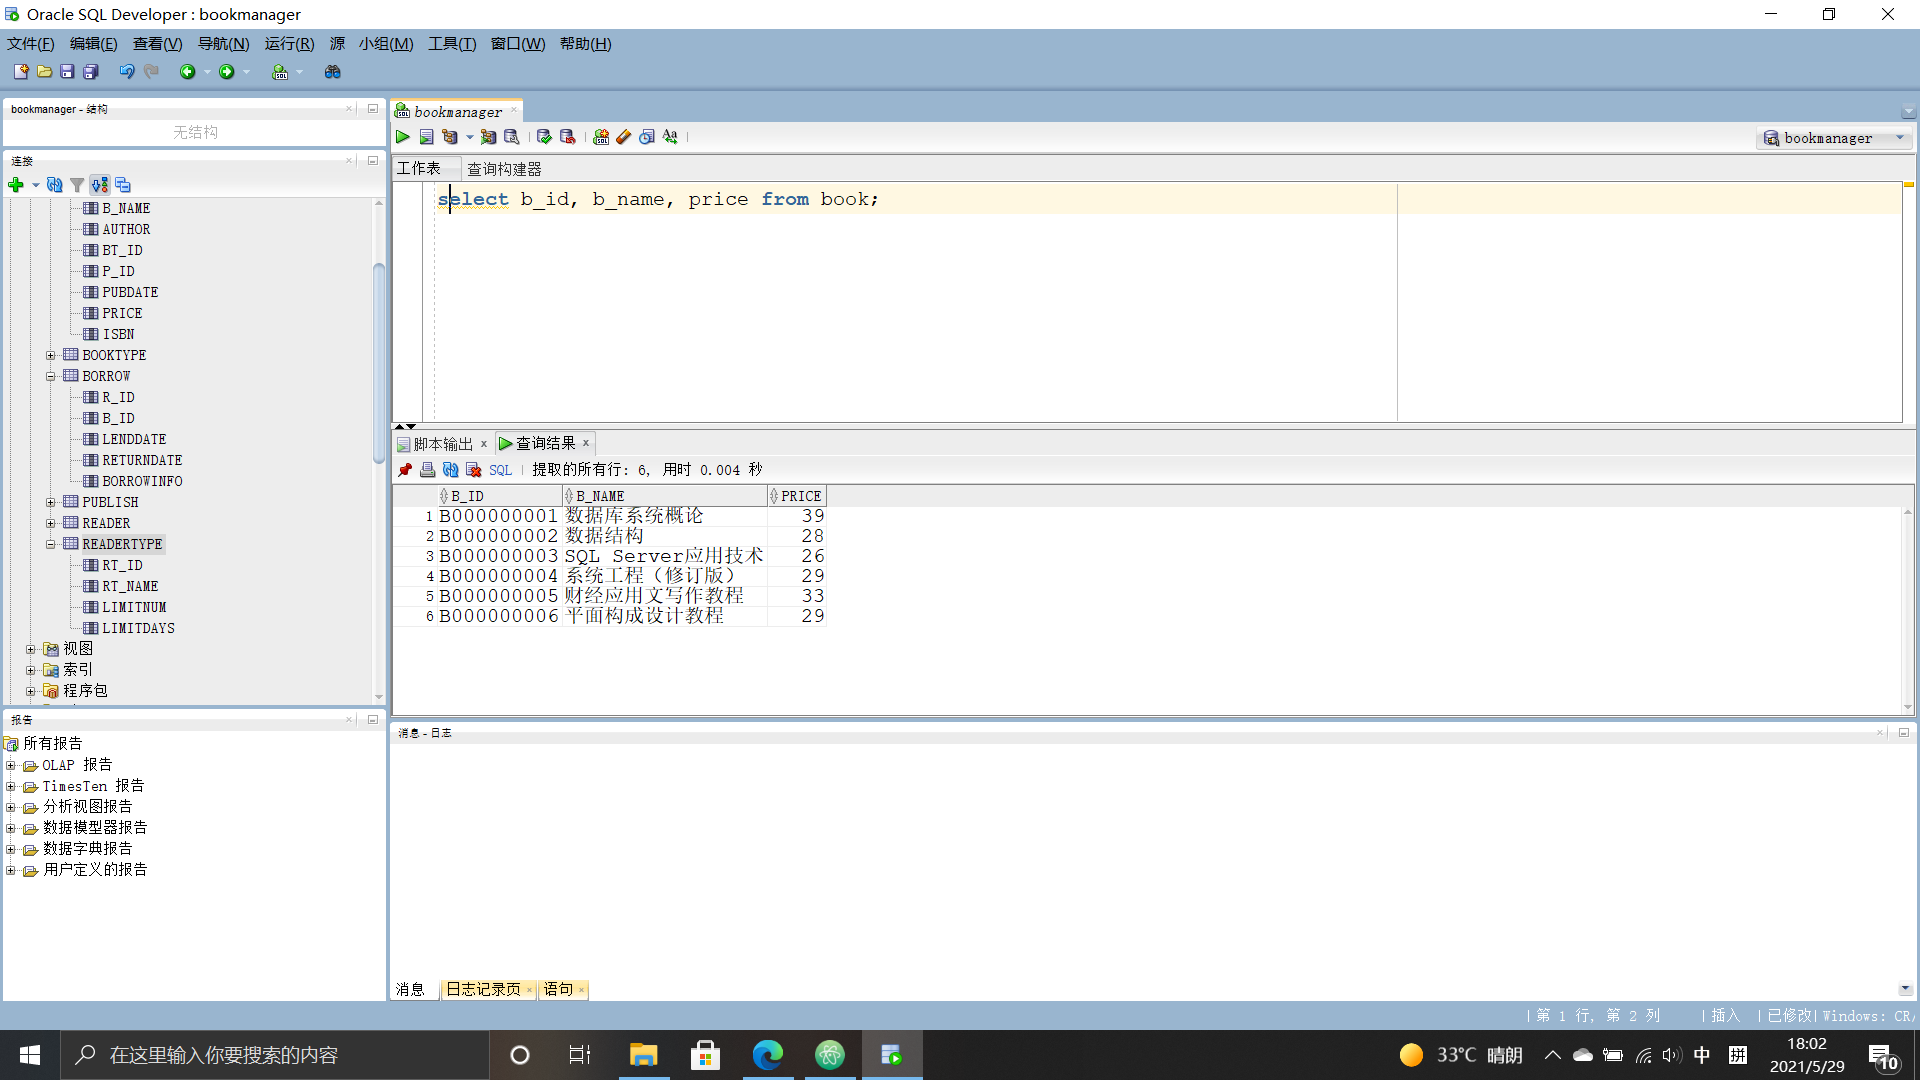 Oracle SQL Developer : bookmanager
文件(F) 编辑(E) 查看(V) 导航(N) 运行(R) 源 小组(M) 工具(T) 窗口(W) 帮助(H)
bookmanager - 结构
无结构
连接
B_NAME
AUTHOR
BT_ID
P_ID
PUBDATE
PRICE
ISBN
BOOKTYPE
BORROW
R_ID
B_ID
LENDDATE
RETURNDATE
BORROWINFO
PUBLISH
READER
READERTYPE
RT_ID
RT_NAME
LIMITNUM
LIMITDAYS
视图
索引
程序包
报告
所有报告
OLAP 报告
TimesTen 报告
分析视图报告
数据模型器报告
数据字典报告
用户定义的报告
bookmanager
bookmanager
工作表 查询构建器
select b_id, b_name, price from book;
脚本输出 查询结果
SQL 提取的所有行: 6, 用时 0.004 秒
B_ID B_NAME PRICE
1 B000000001 数据库系统概论 39
2 B000000002 数据结构 28
3 B000000003 SQL Server应用技术 26
4 B000000004 系统工程（修订版） 29
5 B000000005 财经应用文写作教程 33
6 B000000006 平面构成设计教程 29
消息 - 日志
消息 日志记录页 语句
第 1 行, 第 2 列 插入 已修改 Windows: CR/
在这里输入你要搜索的内容
33°C 晴朗
中 拼
18:02
2021/5/29
10